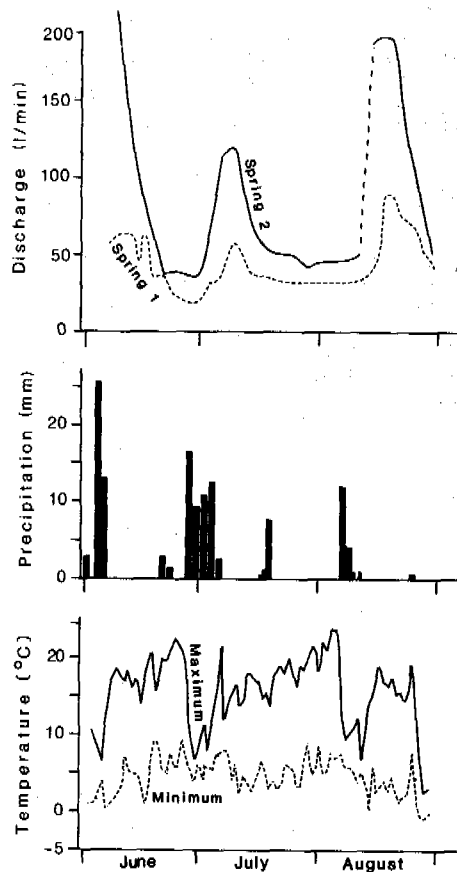 200
150
100
50
0
Discharge (l/min)
Spring 2
Spring 1
20
10
0
Precipitation (mm)
20
10
0
-5
Temperature (°C)
Maximum
Minimum
June July August